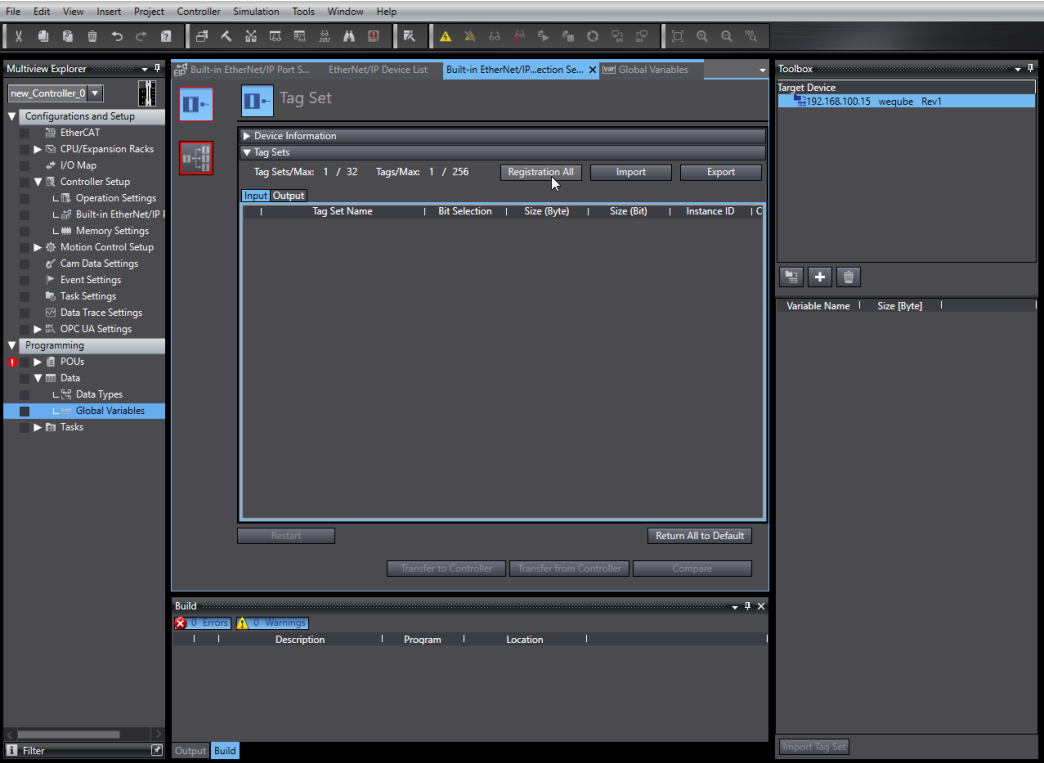 File Edit View Insert Project Controller Simulation Tools Window Help
Multiview Explorer
new_Controller_0
Configurations and Setup
EtherCAT
CPU/Expansion Racks
I/O Map
Controller Setup
Operation Settings
Built-in EtherNet/IP
Memory Settings
Motion Control Setup
Cam Data Settings
Event Settings
Task Settings
Data Trace Settings
OPC UA Settings
Programming
POUs
Data
Data Types
Global Variables
Tasks
Filter
Built-in EtherNet/IP Port S... EtherNet/IP Device List Built-in EtherNet/IP...ection Se... X Global Variables
Tag Set
Device Information
Tag Sets
Tag Sets/Max: 1 / 32 Tags/Max: 1 / 256 Registration All Import Export
Input Output
Tag Set Name Bit Selection Size (Byte) Size (Bit) Instance ID C
Restart Return All to Default
Transfer to Controller Transfer from Controller Compare
Build
0 Errors 0 Warnings
Description Program Location
Output Build
Toolbox
Target Device
192.168.100.15 weqube Rev1
Variable Name Size [Byte]
Import Tag Set